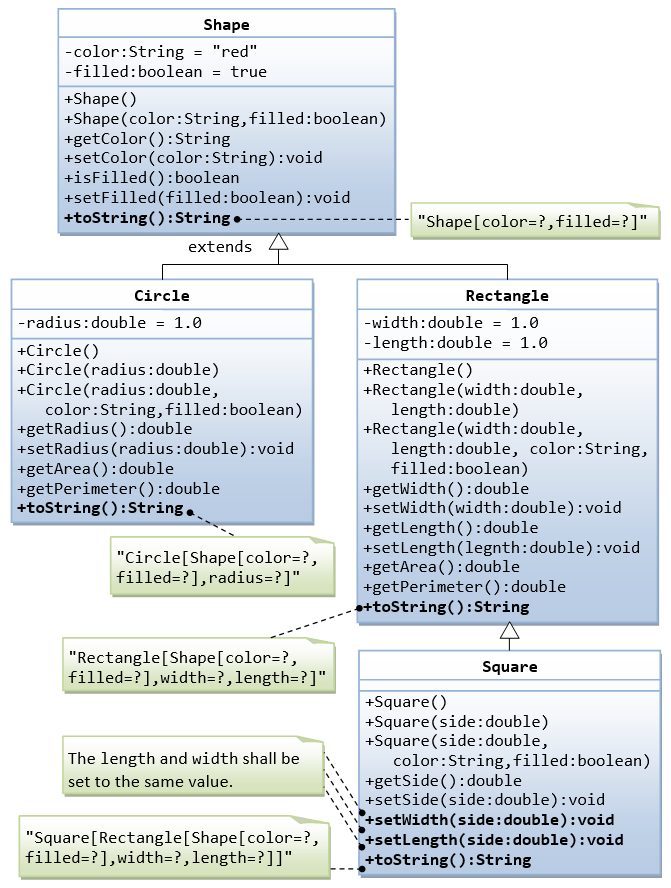 Shape
-color:String = "red"
-filled:boolean = true
+Shape()
+Shape(color:String,filled:boolean)
+getColor():String
+setColor(color:String):void
+isFilled():boolean
+setFilled(filled:boolean):void
+toString():String
"Shape[color=?,filled=?]"
extends
Circle
-radius:double = 1.0
+Circle()
+Circle(radius:double)
+Circle(radius:double,
color:String,filled:boolean)
+getRadius():double
+setRadius(radius:double):void
+getArea():double
+getPerimeter():double
+toString():String
"Circle[Shape[color=?,
filled=?],radius=?]"
Rectangle
-width:double = 1.0
-length:double = 1.0
+Rectangle()
+Rectangle(width:double,
length:double)
+Rectangle(width:double,
length:double, color:String,
filled:boolean)
+getWidth():double
+setWidth(width:double):void
+getLength():double
+setLength(legnth:double):void
+getArea():double
+getPerimeter():double
+toString():String
"Rectangle[Shape[color=?,
filled=?],width=?,length=?]"
Square
+Square()
+Square(side:double)
+Square(side:double,
color:String,filled:boolean)
+getSide():double
+setSide(side:double):void
+setWidth(side:double):void
+setLength(side:double):void
+toString():String
The length and width shall be
set to the same value.
"Square[Rectangle[Shape[color=?,
filled=?],width=?,length=?]]"